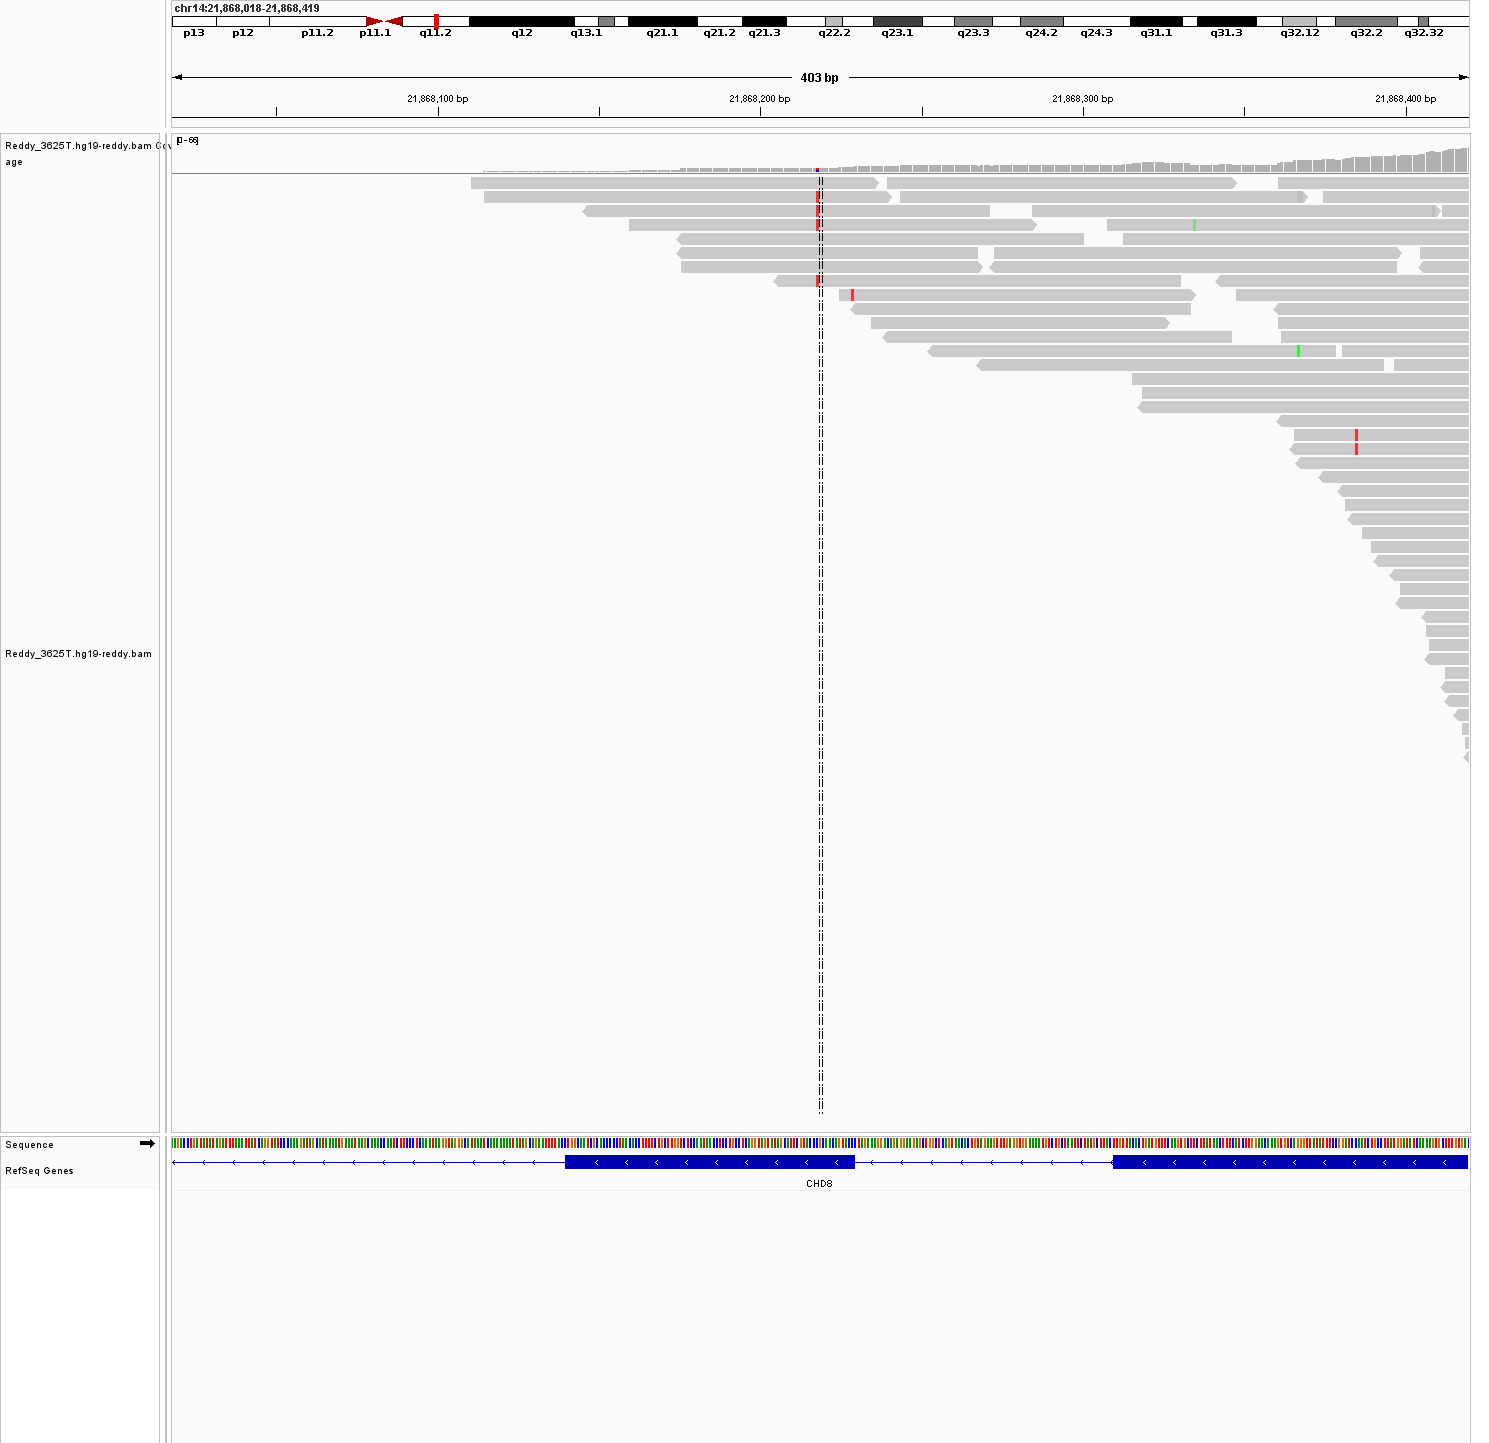 chr14:21,868,018-21,868,419
p13 p12 p11.2 p11.1 q11.2 q12 q13.1 q21.1 q21.2 q21.3 q22.2 q23.1 q23.3 q24.2 q24.3 q31.1 q31.3 q32.12 q32.2 q32.32
403 bp
21,868,100 bp 21,868,200 bp 21,868,300 bp 21,868,400 bp
Reddy_3625T.hg19-reddy.bam Cov
age
[0 - 66]
Reddy_3625T.hg19-reddy.bam
Sequence
RefSeq Genes
CHD8